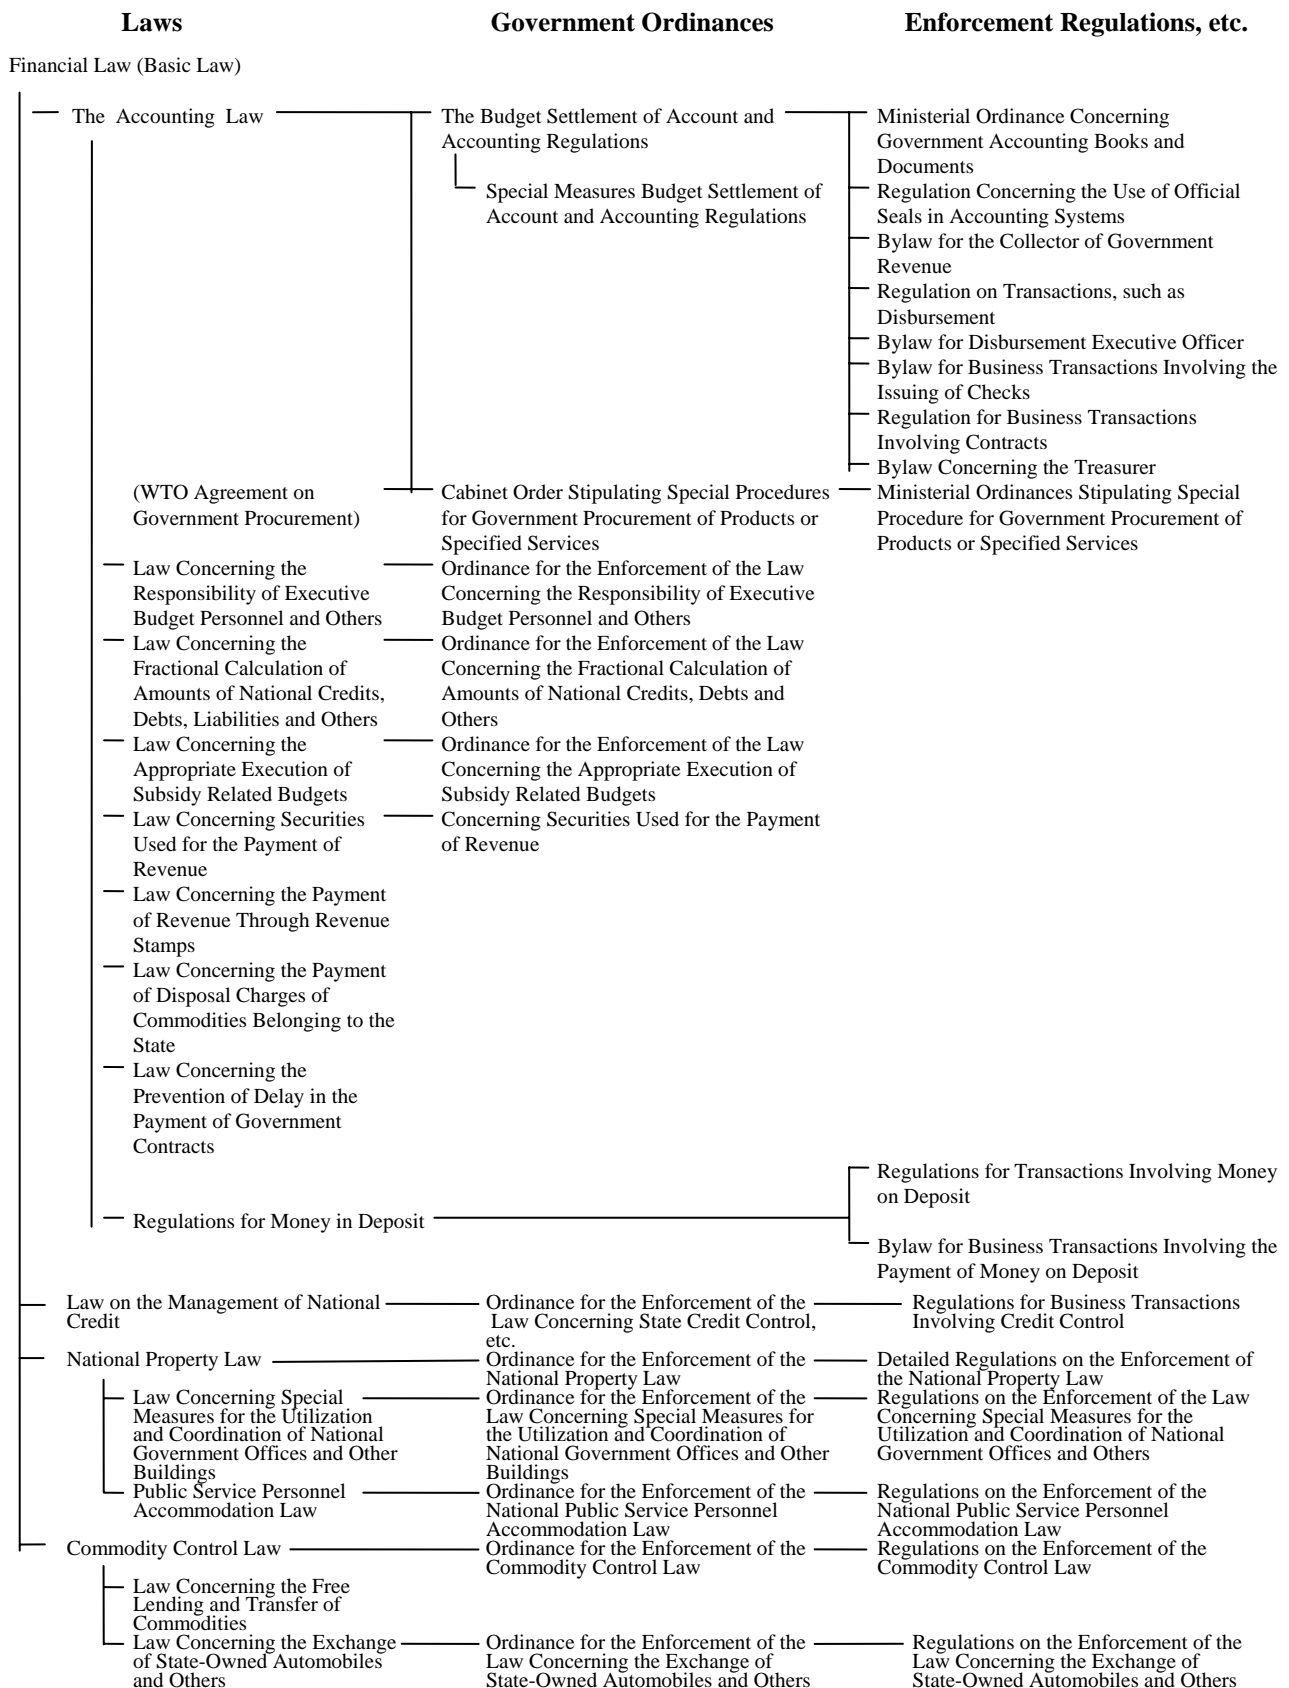 Laws
Government Ordinances
Enforcement Regulations, etc.
Financial Law (Basic Law)
The Accounting Law
The Budget Settlement of Account and
Accounting Regulations
Special Measures Budget Settlement of
Account and Accounting Regulations
Ministerial Ordinance Concerning
Government Accounting Books and
Documents
Regulation Concerning the Use of Official
Seals in Accounting Systems
Bylaw for the Collector of Government
Revenue
Regulation on Transactions, such as
Disbursement
Bylaw for Disbursement Executive Officer
Bylaw for Business Transactions Involving the
Issuing of Checks
Regulation for Business Transactions
Involving Contracts
Bylaw Concerning the Treasurer
(WTO Agreement on
Government Procurement)
Cabinet Order Stipulating Special Procedures
for Government Procurement of Products or
Specified Services
Ministerial Ordinances Stipulating Special
Procedure for Government Procurement of
Products or Specified Services
Law Concerning the
Responsibility of Executive
Budget Personnel and Others
Ordinance for the Enforcement of the Law
Concerning the Responsibility of Executive
Budget Personnel and Others
Law Concerning the
Fractional Calculation of
Amounts of National Credits,
Debts, Liabilities and Others
Ordinance for the Enforcement of the Law
Concerning the Fractional Calculation of
Amounts of National Credits, Debts and
Others
Law Concerning the
Appropriate Execution of
Subsidy Related Budgets
Ordinance for the Enforcement of the Law
Concerning the Appropriate Execution of
Subsidy Related Budgets
Law Concerning Securities
Used for the Payment of
Revenue
Concerning Securities Used for the Payment
of Revenue
Law Concerning the Payment
of Revenue Through Revenue
Stamps
Law Concerning the Payment
of Disposal Charges of
Commodities Belonging to the
State
Law Concerning the
Prevention of Delay in the
Payment of Government
Contracts
Regulations for Money in Deposit
Regulations for Transactions Involving Money
on Deposit
Bylaw for Business Transactions Involving the
Payment of Money on Deposit
Law on the Management of National
Credit
Ordinance for the Enforcement of the
Law Concerning State Credit Control,
etc.
Regulations for Business Transactions
Involving Credit Control
National Property Law
Ordinance for the Enforcement of the
National Property Law
Detailed Regulations on the Enforcement of
the National Property Law
Law Concerning Special
Measures for the Utilization
and Coordination of National
Government Offices and Other
Buildings
Ordinance for the Enforcement of the
Law Concerning Special Measures for
the Utilization and Coordination of
National Government Offices and Other
Buildings
Regulations on the Enforcement of the Law
Concerning Special Measures for the
Utilization and Coordination of National
Government Offices and Others
Public Service Personnel
Accommodation Law
Ordinance for the Enforcement of the
National Public Service Personnel
Accommodation Law
Regulations on the Enforcement of the
National Public Service Personnel
Accommodation Law
Commodity Control Law
Ordinance for the Enforcement of the
Commodity Control Law
Regulations on the Enforcement of the
Commodity Control Law
Law Concerning the Free
Lending and Transfer of
Commodities
Law Concerning the Exchange
of State-Owned Automobiles
and Others
Ordinance for the Enforcement of the
Law Concerning the Exchange of
State-Owned Automobiles and Others
Regulations on the Enforcement of the
Law Concerning the Exchange of
State-Owned Automobiles and Others